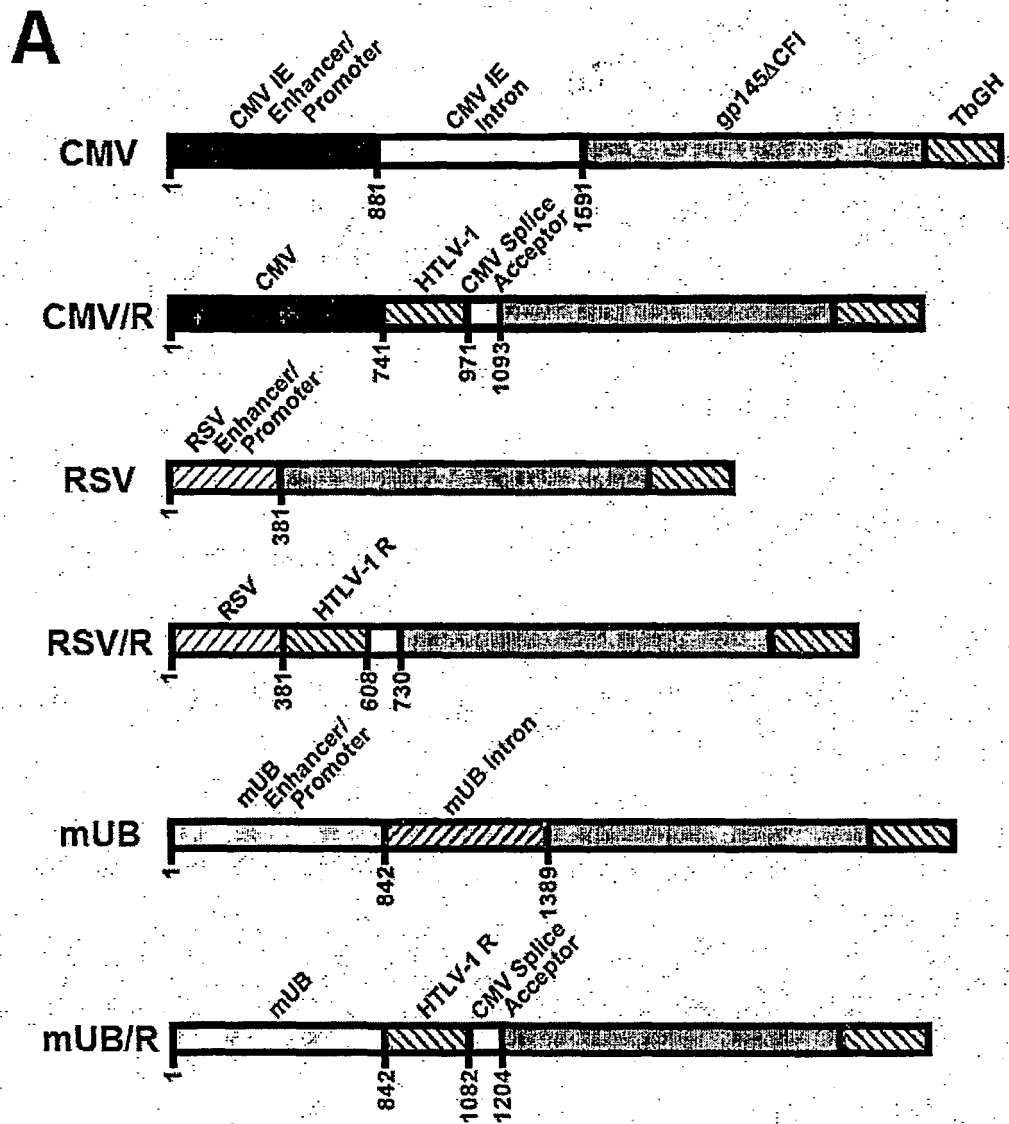 A
CMV IE
Enhancer/
Promoter
CMV IE
Intron
gp145ΔCFI
TbGH
CMV
1
881
1591
CMV
HTLV-1
CMV Splice
Acceptor
CMV/R
1
741
971
1093
RSV
Enhancer/
Promoter
RSV
1
381
RSV
HTLV-1 R
RSV/R
1
381
608
730
mUB
Enhancer/
Promoter
mUB Intron
mUB
1
842
1389
mUB
HTLV-1 R
CMV Splice
Acceptor
mUB/R
1
842
1082
1204